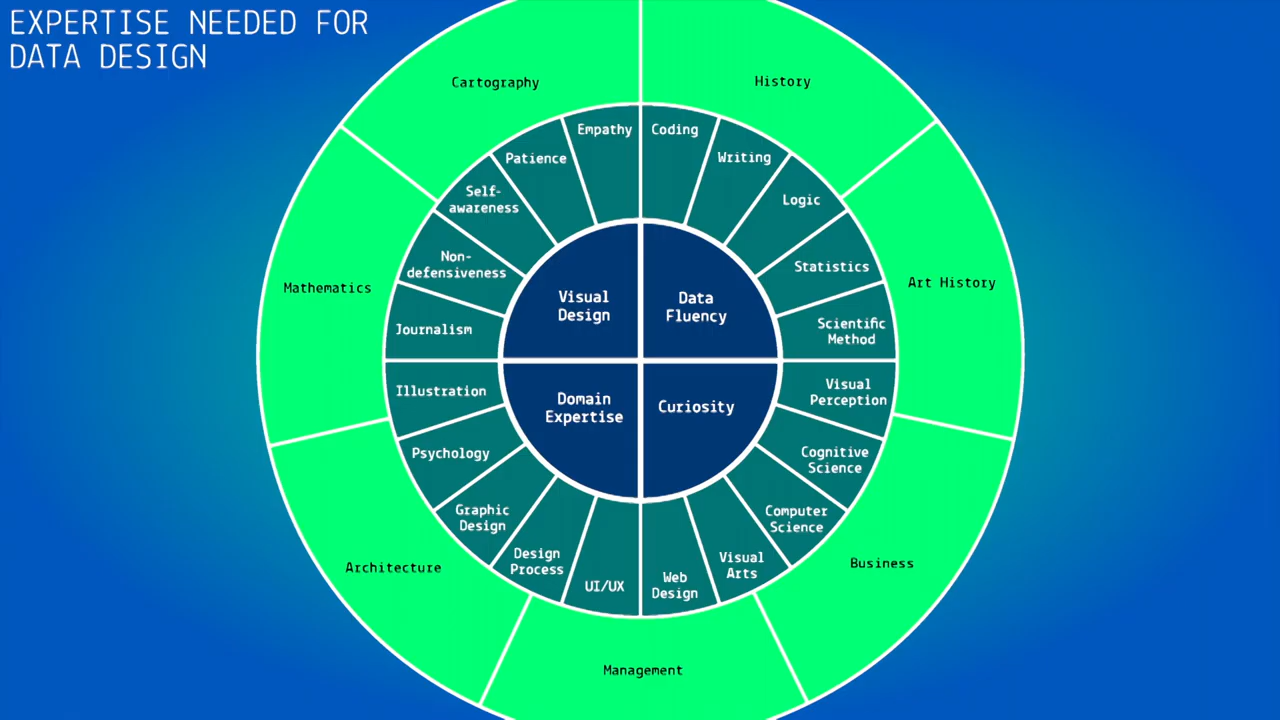 EXPERTISE NEEDED FOR
DATA DESIGN
Cartography
History
Empathy
Coding
Patience
Writing
Self-
awareness
Logic
Non-
defensiveness
Statistics
Mathematics
Art History
Visual
Design
Data
Fluency
Journalism
Scientific
Method
Illustration
Visual
Perception
Domain
Expertise
Curiosity
Psychology
Cognitive
Science
Graphic
Design
Computer
Science
Design
Process
Visual
Arts
UI/UX
Web
Design
Architecture
Business
Management